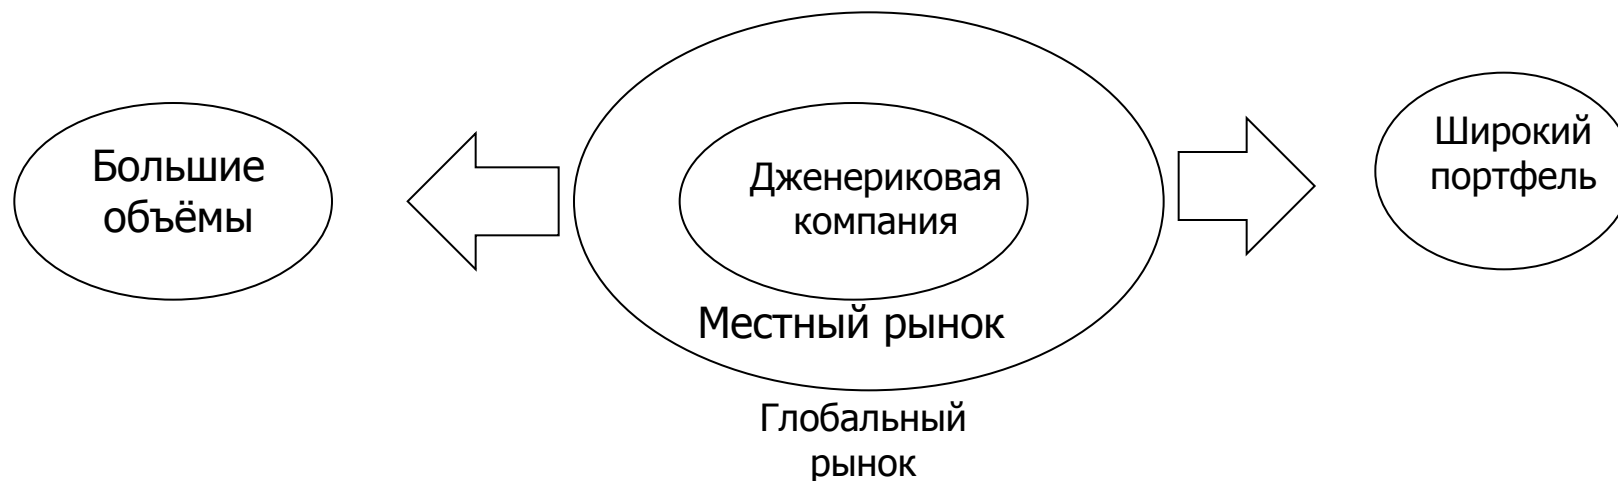 Большие
объёмы
Дженериковая
компания
Местный рынок
Глобальный
рынок
Широкий
портфель